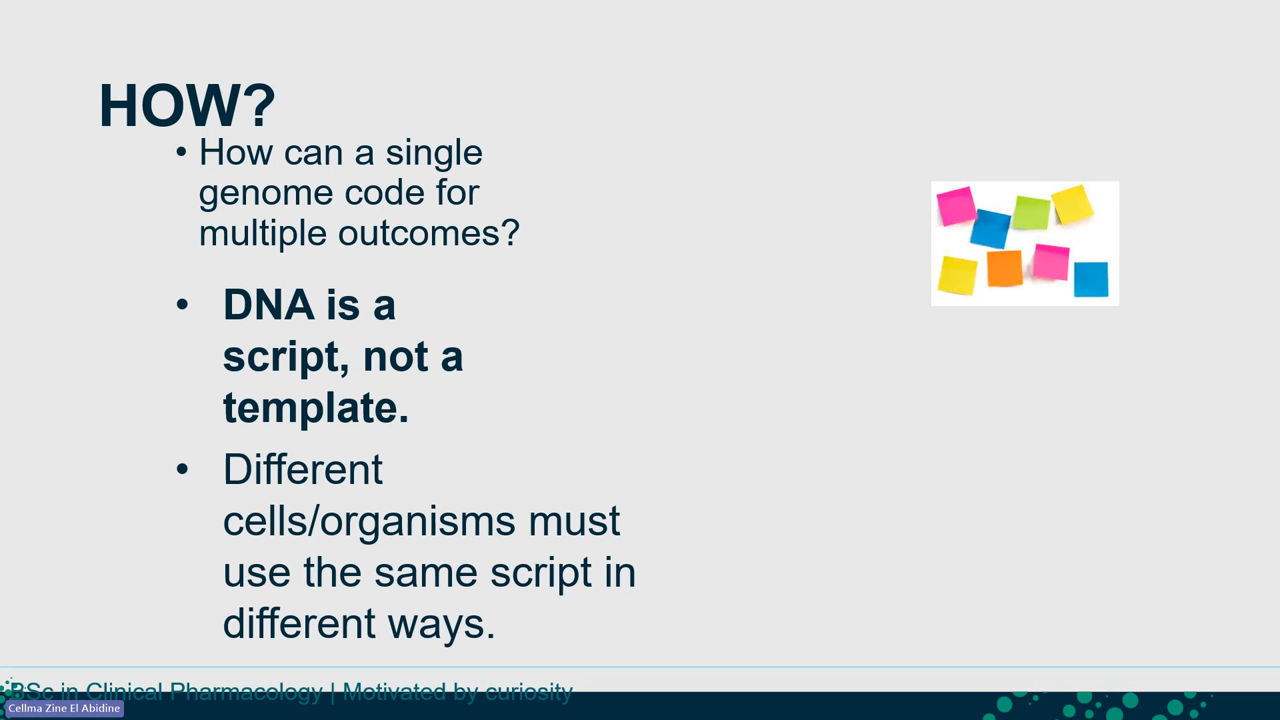 HOW?
• How can a single
genome code for
multiple outcomes?
• DNA is a
script, not a
template.
• Different
cells/organisms must
use the same script in
different ways.
BSc in Clinical Pharmacology | Motivated by curiosity
Cellma Zine El Abidine